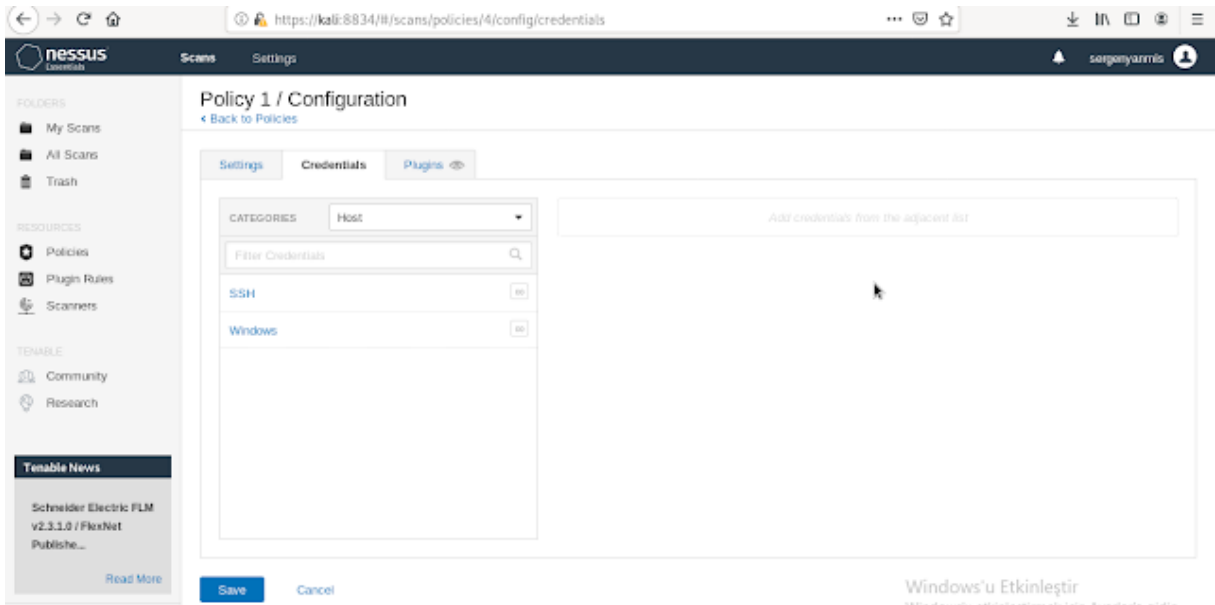 https://kali:8834/#/scans/policies/4/config/credentials
nessus
Essentials
Scans
Settings
sergenyanmis
FOLDERS
My Scans
All Scans
Trash
RESOURCES
Policies
Plugin Rules
Scanners
TENABLE
Community
Research
Tenable News
Schneider Electric FLM
v2.3.1.0 / FlexNet
Publishe...
Read More
Policy 1 / Configuration
Back to Policies
Settings
Credentials
Plugins
CATEGORIES
Host
Filter Credentials
SSH
Windows
Add credentials from the adjacent list
Save
Cancel
Windows'u Etkinleştir